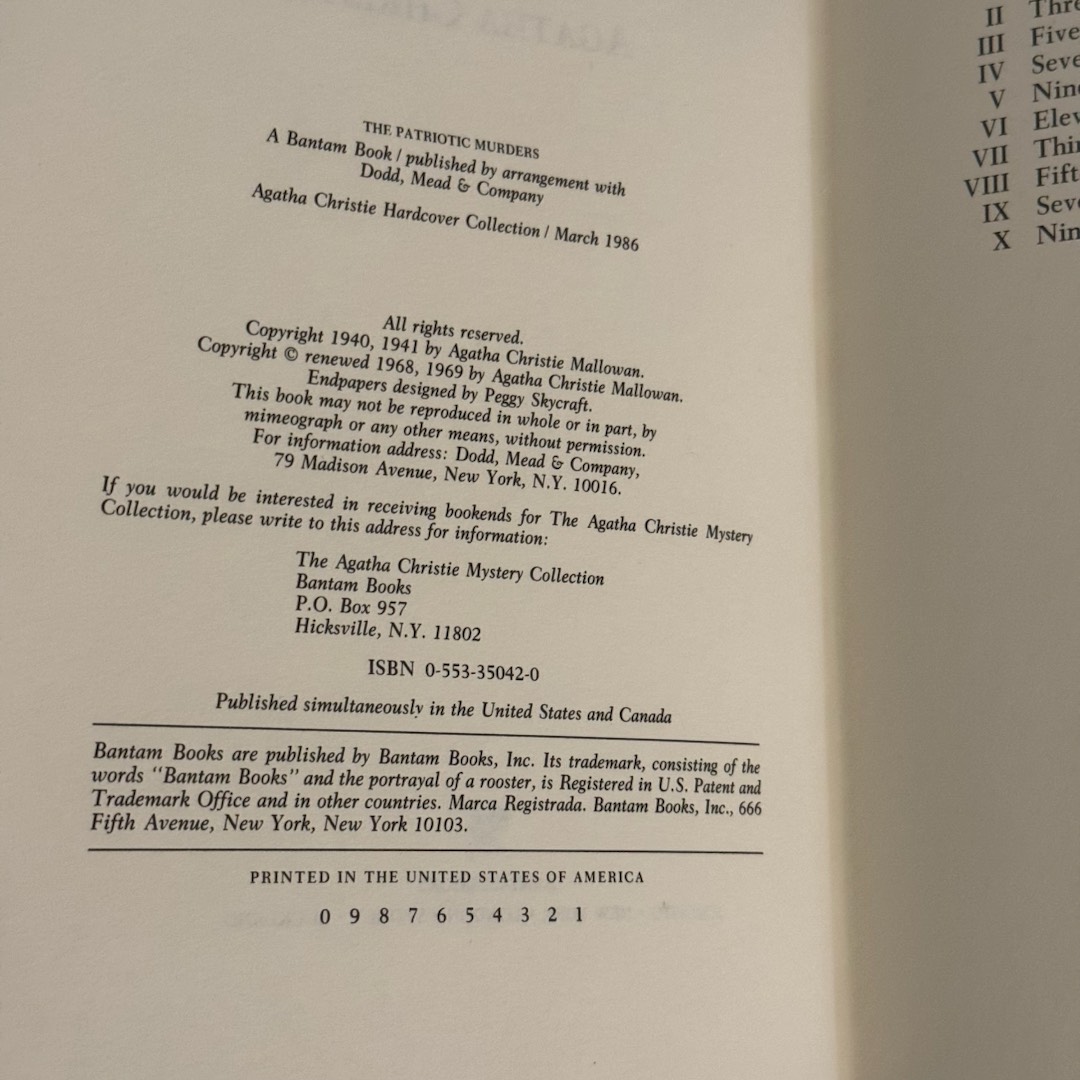 THE PATRIOTIC MURDERS
A Bantam Book / published by arrangement with
Dodd, Mead & Company
Agatha Christie Hardcover Collection / March 1986
All rights reserved.
Copyright 1940, 1941 by Agatha Christie Mallowan.
Copyright © renewed 1968, 1969 by Agatha Christie Mallowan.
Endpapers designed by Peggy Skycraft.
This book may not be reproduced in whole or in part, by
mimeograph or any other means, without permission.
For information address: Dodd, Mead & Company,
79 Madison Avenue, New York, N.Y. 10016.
If you would be interested in receiving bookends for The Agatha Christie Mystery
Collection, please write to this address for information:
The Agatha Christie Mystery Collection
Bantam Books
P.O. Box 957
Hicksville, N.Y. 11802
ISBN 0-553-35042-0
Published simultaneously in the United States and Canada
Bantam Books are published by Bantam Books, Inc. Its trademark, consisting of the
words "Bantam Books" and the portrayal of a rooster, is Registered in U.S. Patent and
Trademark Office and in other countries. Marca Registrada. Bantam Books, Inc., 666
Fifth Avenue, New York, New York 10103.
PRINTED IN THE UNITED STATES OF AMERICA
0 9 8 7 6 5 4 3 2 1
II Thre
III Five
IV Seve
V Nine
VI Elev
VII Thir
VIII Fift
IX Seve
X Nin